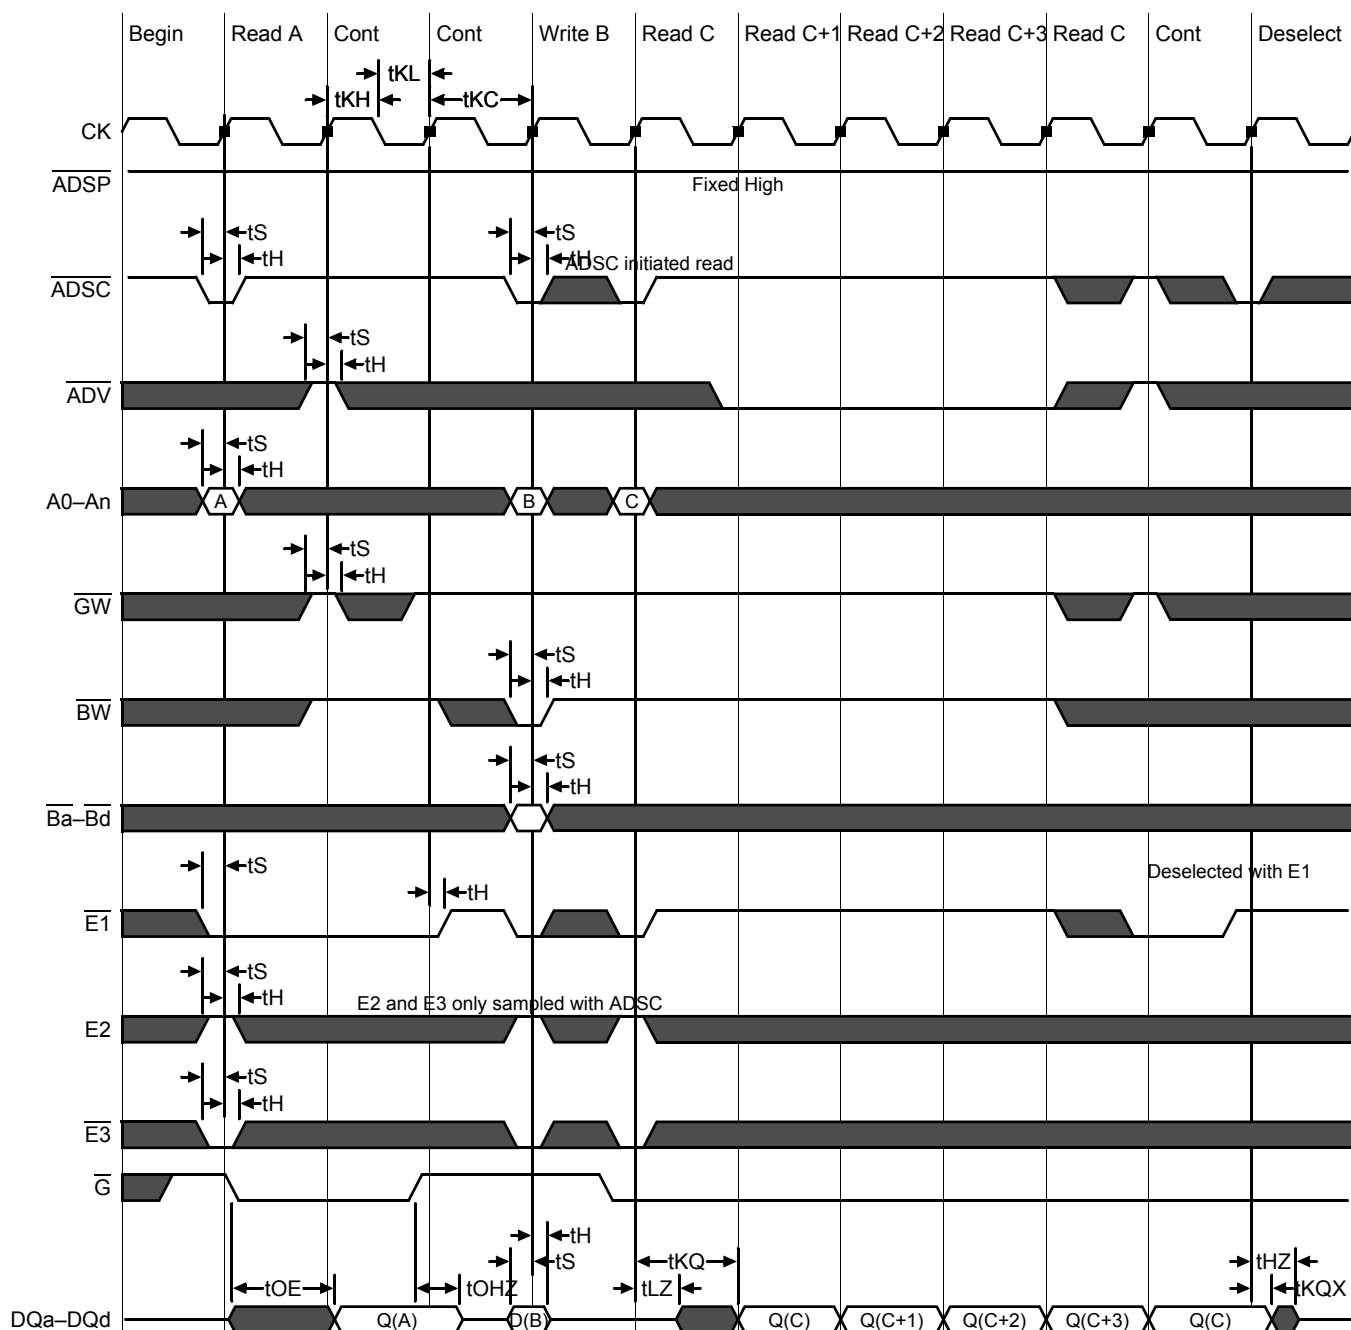 Begin Read A Cont Cont Write B Read C Read C+1 Read C+2 Read C+3 Read C Cont Deselect
tKL
tKH tKC
CK
ADSP Fixed High
tS tS
tH tH
ADSC initiated read
ADSC
tS
tH
ADV
tS
tH
A0–An A B C
tS
tH
GW
tS
tH
BW
tS
tH
Ba–Bd
tS Deselected with E1
tH
E1
tS
tH E2 and E3 only sampled with ADSC
E2
tS
tH
E3
G
tH
tS tKQ tHZ
tOE tOHZ tLZ tKQX
DQa–DQd Q(A) D(B) Q(C) Q(C+1) Q(C+2) Q(C+3) Q(C)